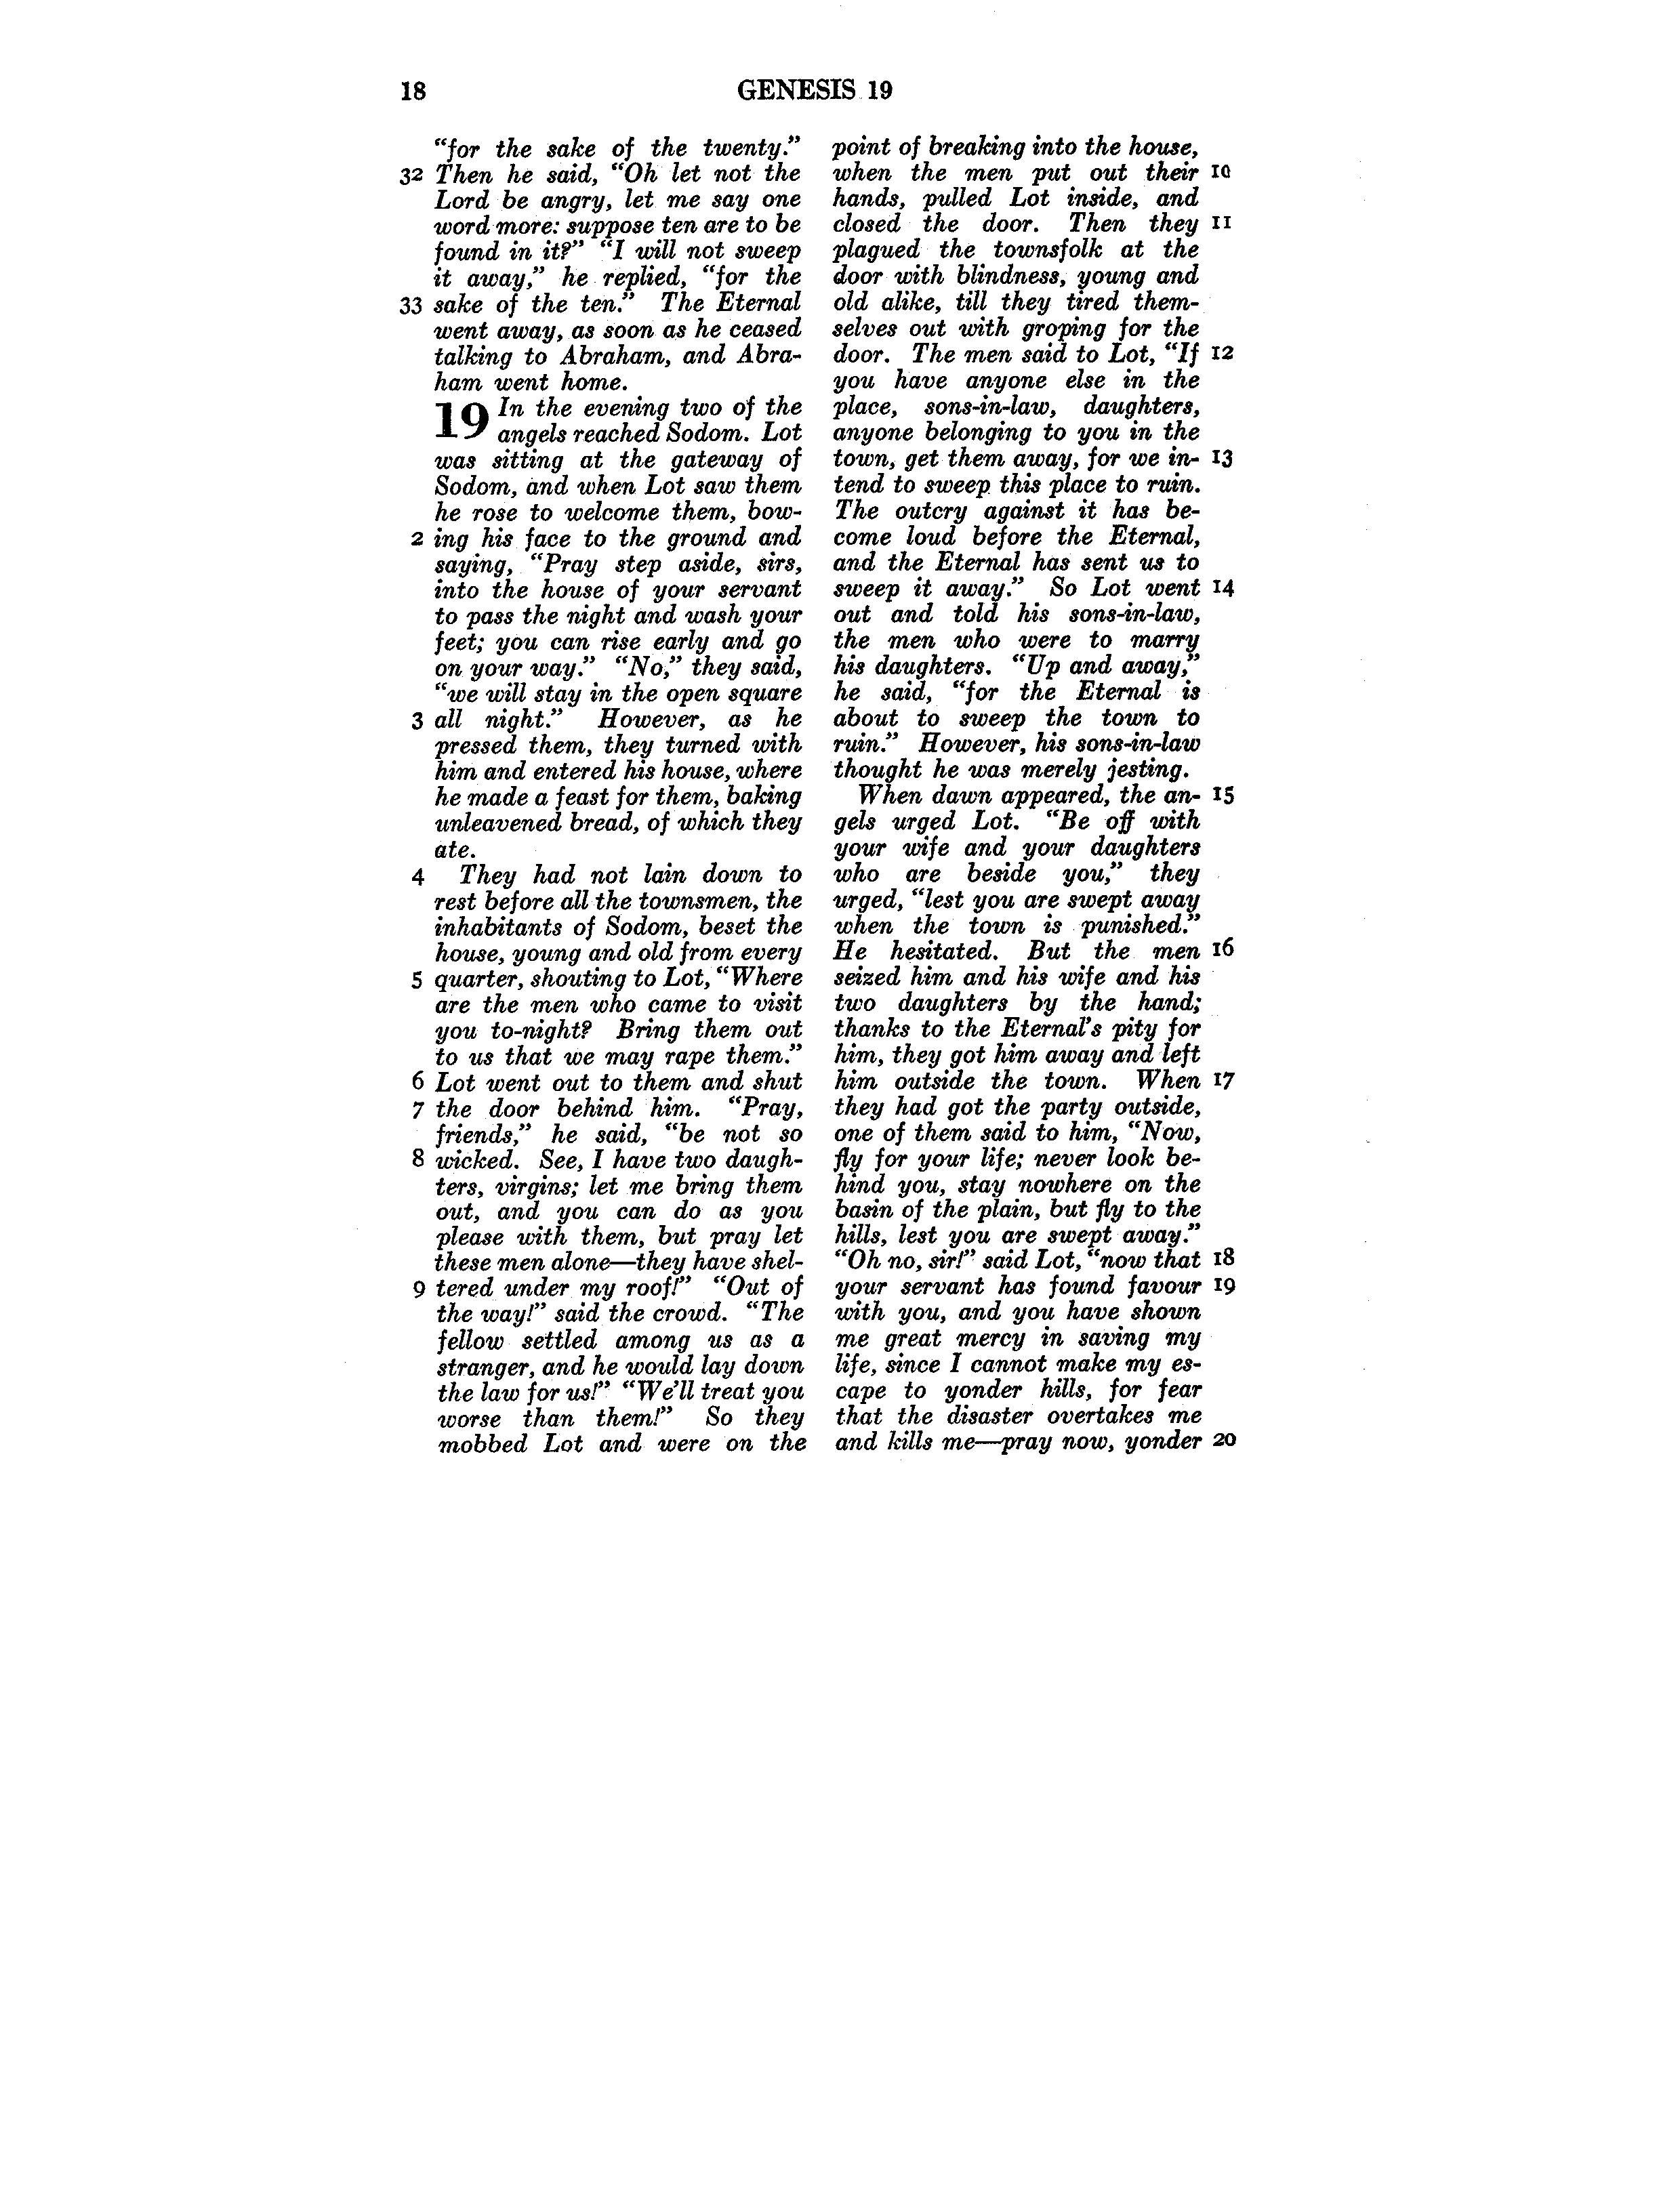 18
GENESIS 19
“for the sake of the twenty.”
32 Then he said, “Oh let not the
Lord be angry, let me say one
word more: suppose ten are to be
found in it?” “I will not sweep
it away,” he replied, “for the
33 sake of the ten.” The Eternal
went away, as soon as he ceased
talking to Abraham, and Abra-
ham went home.
19 In the evening two of the
angels reached Sodom. Lot
was sitting at the gateway of
Sodom, and when Lot saw them
he rose to welcome them, bow-
2 ing his face to the ground and
saying, “Pray step aside, sirs,
into the house of your servant
to pass the night and wash your
feet; you can rise early and go
on your way.” “No,” they said,
“we will stay in the open square
3 all night.” However, as he
pressed them, they turned with
him and entered his house, where
he made a feast for them, baking
unleavened bread, of which they
ate.
4 They had not lain down to
rest before all the townsmen, the
inhabitants of Sodom, beset the
house, young and old from every
5 quarter, shouting to Lot, “Where
are the men who came to visit
you to-night? Bring them out
to us that we may rape them.”
6 Lot went out to them and shut
7 the door behind him. “Pray,
friends,” he said, “be not so
8 wicked. See, I have two daugh-
ters, virgins; let me bring them
out, and you can do as you
please with them, but pray let
these men alone—they have shel-
9 tered under my roof!” “Out of
the way!” said the crowd. “The
fellow settled among us as a
stranger, and he would lay down
the law for us!” “We’ll treat you
worse than them!” So they
mobbed Lot and were on the
point of breaking into the house,
when the men put out their 10
hands, pulled Lot inside, and
closed the door. Then they 11
plagued the townsfolk at the
door with blindness, young and
old alike, till they tired them-
selves out with groping for the
door. The men said to Lot, “If 12
you have anyone else in the
place, sons-in-law, daughters,
anyone belonging to you in the
town, get them away, for we in- 13
tend to sweep this place to ruin.
The outcry against it has be-
come loud before the Eternal,
and the Eternal has sent us to
sweep it away.” So Lot went 14
out and told his sons-in-law,
the men who were to marry
his daughters. “Up and away,”
he said, “for the Eternal is
about to sweep the town to
ruin.” However, his sons-in-law
thought he was merely jesting.
When dawn appeared, the an- 15
gels urged Lot. “Be off with
your wife and your daughters
who are beside you,” they
urged, “lest you are swept away
when the town is punished.”
He hesitated. But the men 16
seized him and his wife and his
two daughters by the hand;
thanks to the Eternal’s pity for
him, they got him away and left
him outside the town. When 17
they had got the party outside,
one of them said to him, “Now,
fly for your life; never look be-
hind you, stay nowhere on the
basin of the plain, but fly to the
hills, lest you are swept away.”
“Oh no, sir!” said Lot, “now that 18
your servant has found favour 19
with you, and you have shown
me great mercy in saving my
life, since I cannot make my es-
cape to yonder hills, for fear
that the disaster overtakes me
and kills me—pray now, yonder 20